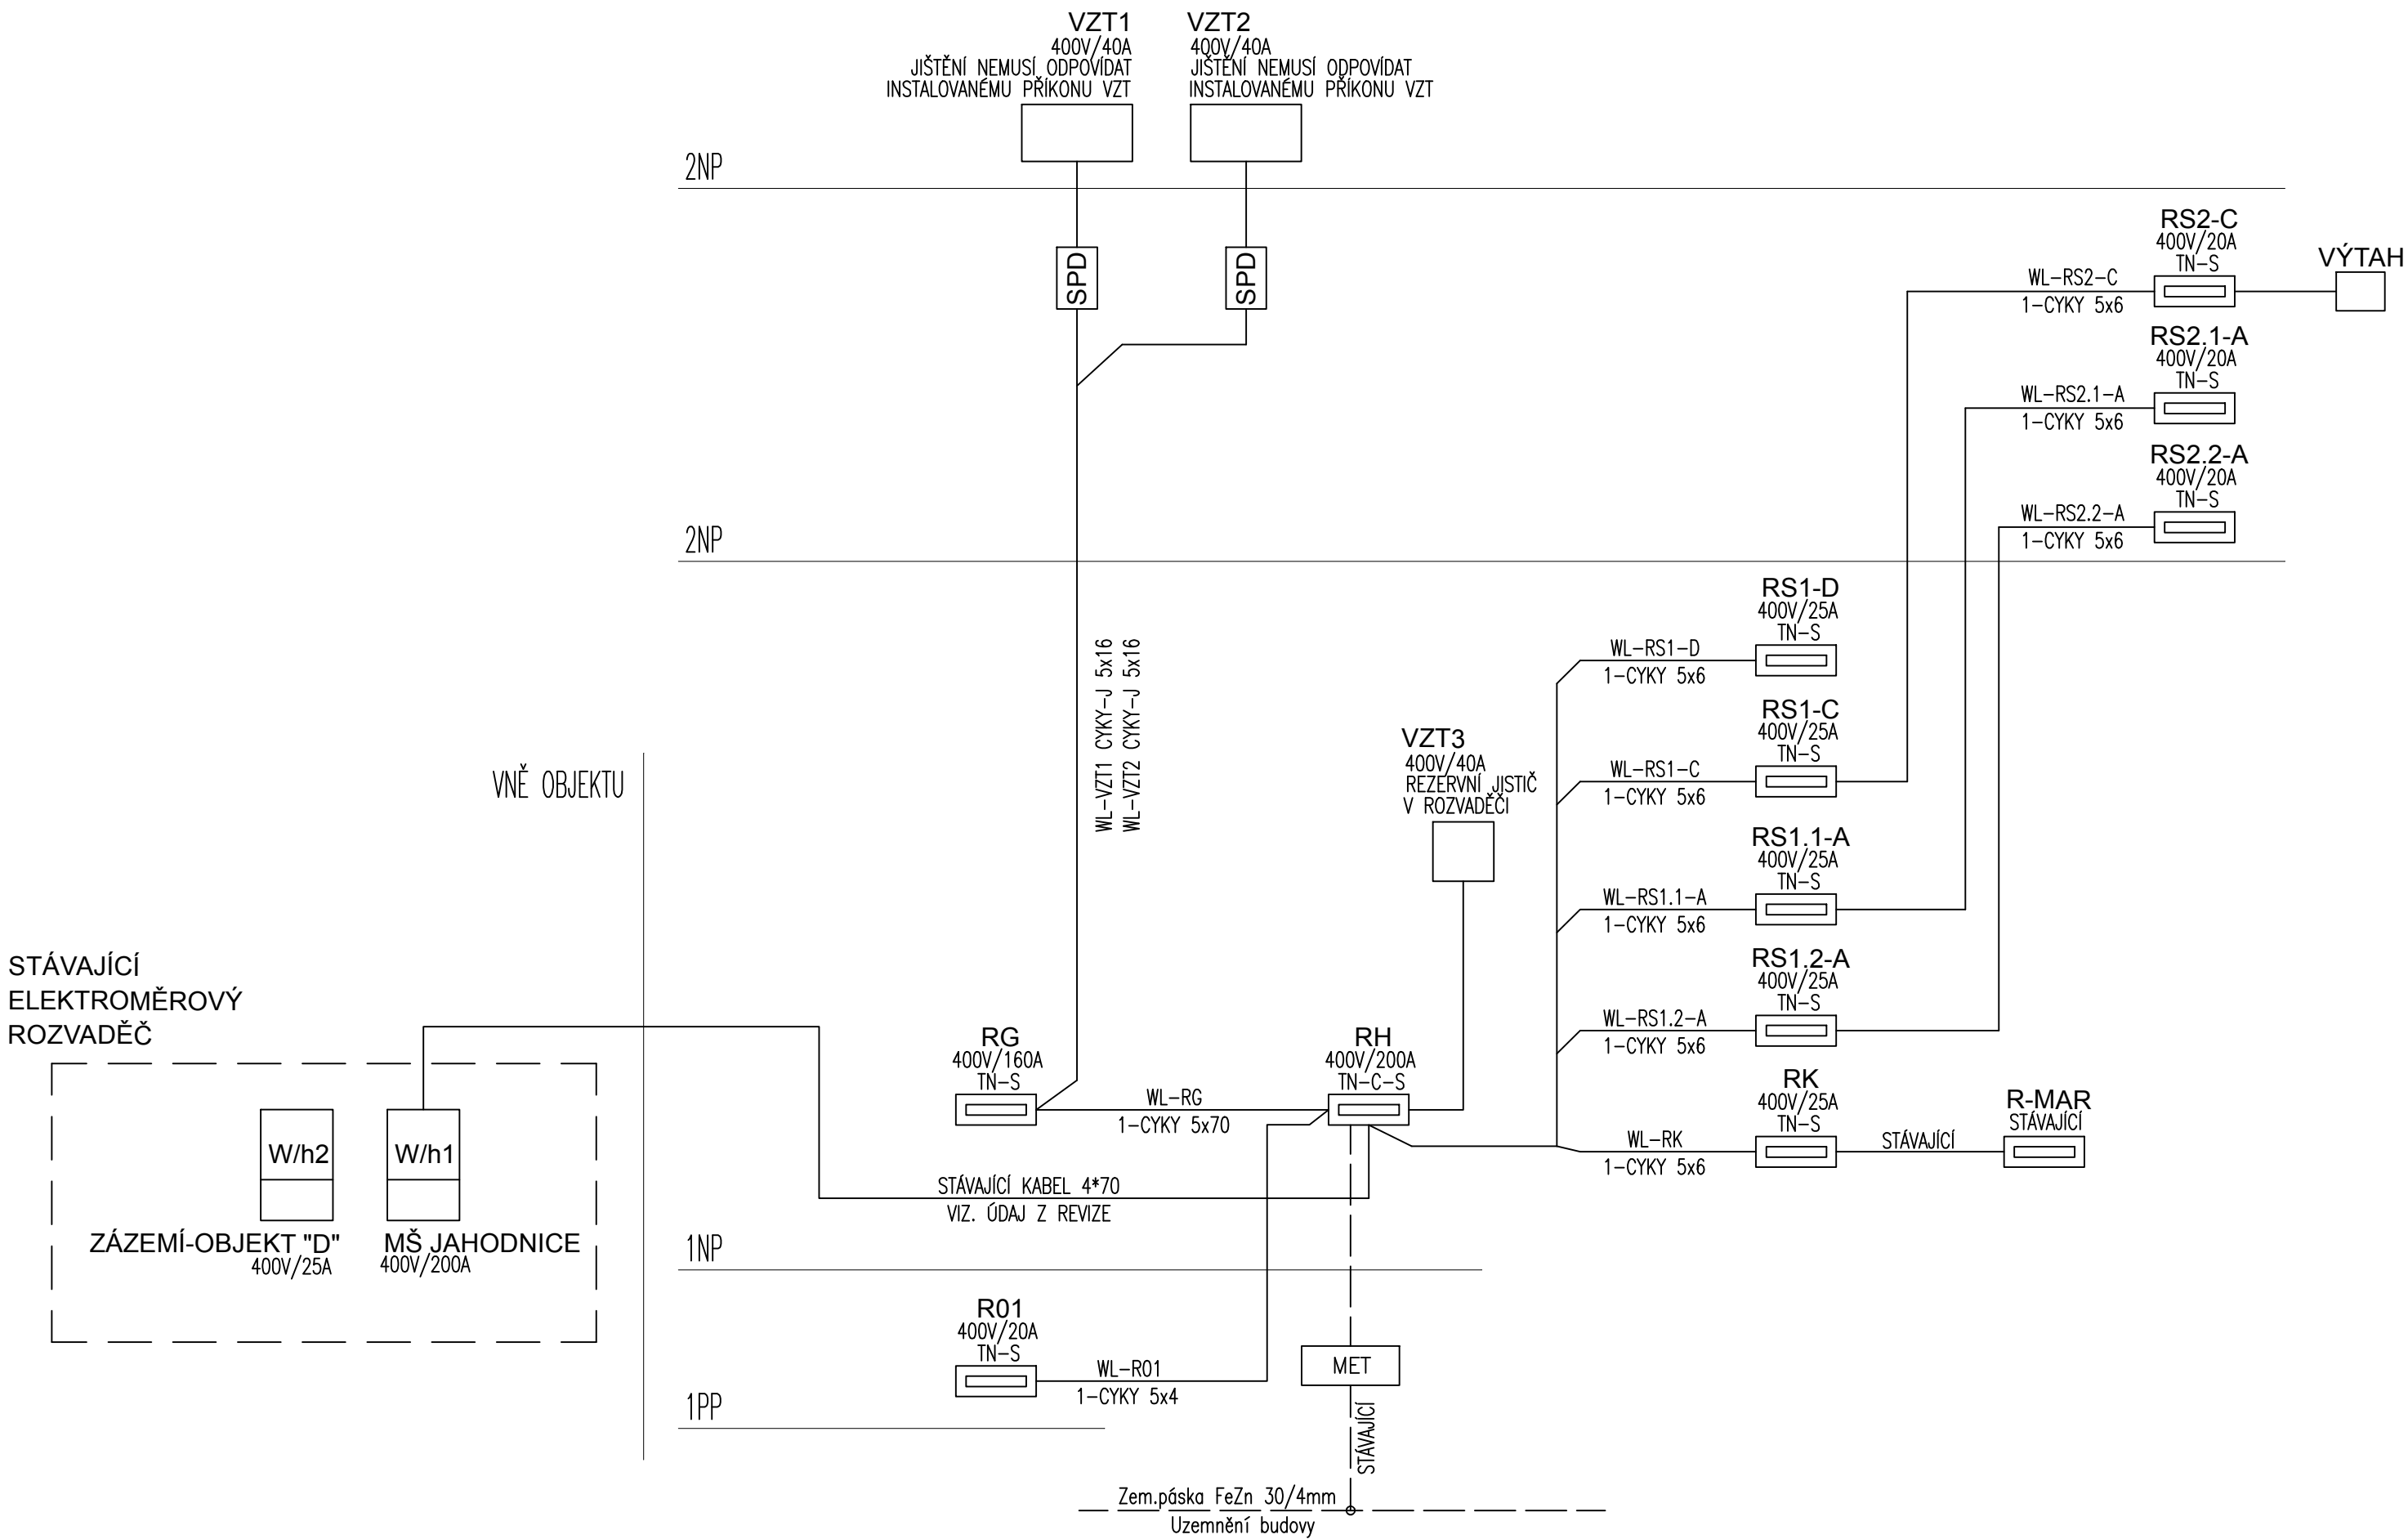 VZT1
400V/40A
JIŠTĚNÍ NEMUSÍ ODPOVÍDAT
INSTALOVANÉMU PŘÍKONU VZT
VZT2
400V/40A
JIŠTĚNÍ NEMUSÍ ODPOVÍDAT
INSTALOVANÉMU PŘÍKONU VZT
2NP
SPD
SPD
RS2-C
400V/20A
TN-S
VÝTAH
WL-RS2-C
1-CYKY 5x6
RS2.1-A
400V/20A
TN-S
WL-RS2.1-A
1-CYKY 5x6
RS2.2-A
400V/20A
TN-S
WL-RS2.2-A
1-CYKY 5x6
2NP
WL-VZT1 CYKY-J 5x16
WL-VZT2 CYKY-J 5x16
RS1-D
400V/25A
TN-S
WL-RS1-D
1-CYKY 5x6
RS1-C
400V/25A
TN-S
WL-RS1-C
1-CYKY 5x6
VZT3
400V/40A
REZERVNÍ JISTIČ
V ROZVADĚČI
VNĚ OBJEKTU
RS1.1-A
400V/25A
TN-S
WL-RS1.1-A
1-CYKY 5x6
RS1.2-A
400V/25A
TN-S
WL-RS1.2-A
1-CYKY 5x6
STÁVAJÍCÍ
ELEKTROMĚROVÝ
ROZVADĚČ
RG
400V/160A
TN-S
WL-RG
1-CYKY 5x70
RH
400V/200A
TN-C-S
RK
400V/25A
TN-S
WL-RK
1-CYKY 5x6
STÁVAJÍCÍ
R-MAR
STÁVAJÍCÍ
W/h2
W/h1
ZÁZEMÍ-OBJEKT "D"
400V/25A
MŠ JAHODNICE
400V/200A
STÁVAJÍCÍ KABEL 4*70
VIZ. ÚDAJ Z REVIZE
1NP
R01
400V/20A
TN-S
WL-R01
1-CYKY 5x4
MET
1PP
STÁVAJÍCÍ
Zem.páska FeZn 30/4mm
Uzemnění budovy